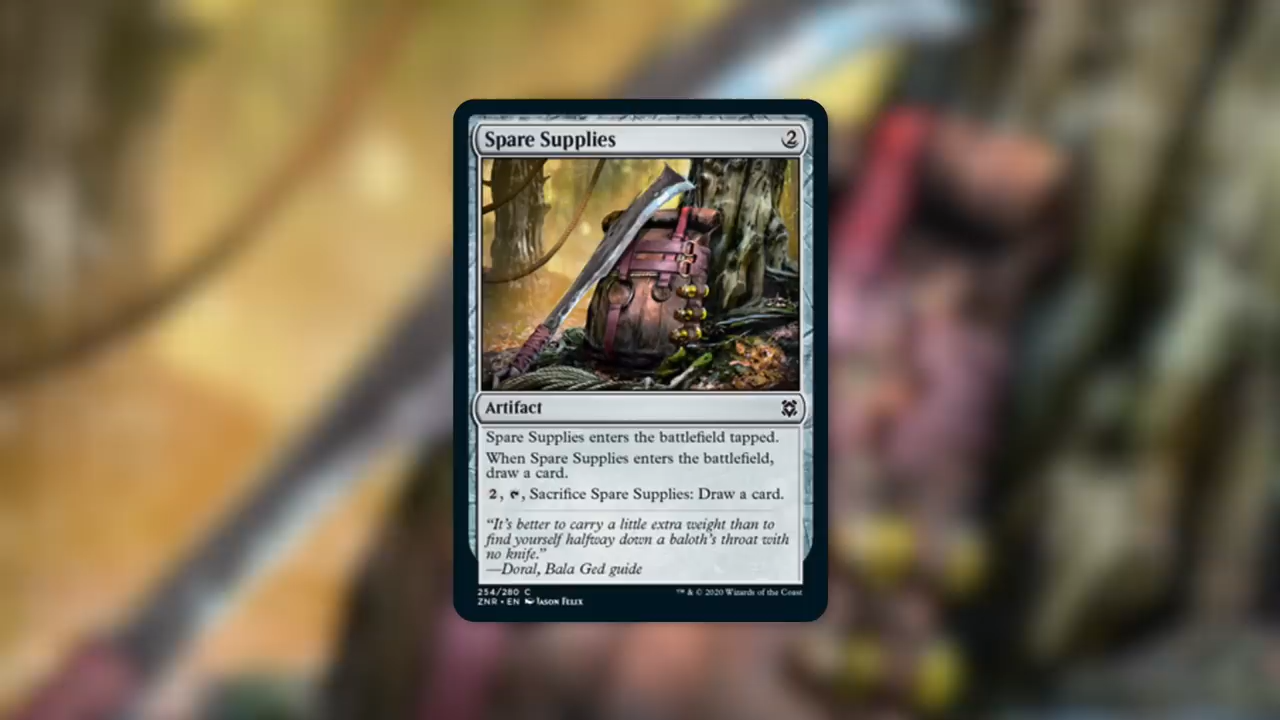 Spare Supplies 2
Artifact
Spare Supplies enters the battlefield tapped.
When Spare Supplies enters the battlefield,
draw a card.
2, , Sacrifice Spare Supplies: Draw a card.
“It’s better to carry a little extra weight than to
find yourself halfway down a baloth’s throat with
no knife.”
—Doral, Bala Ged guide
254/280 C
ZNR • EN Jason Felix
™ & © 2020 Wizards of the Coast